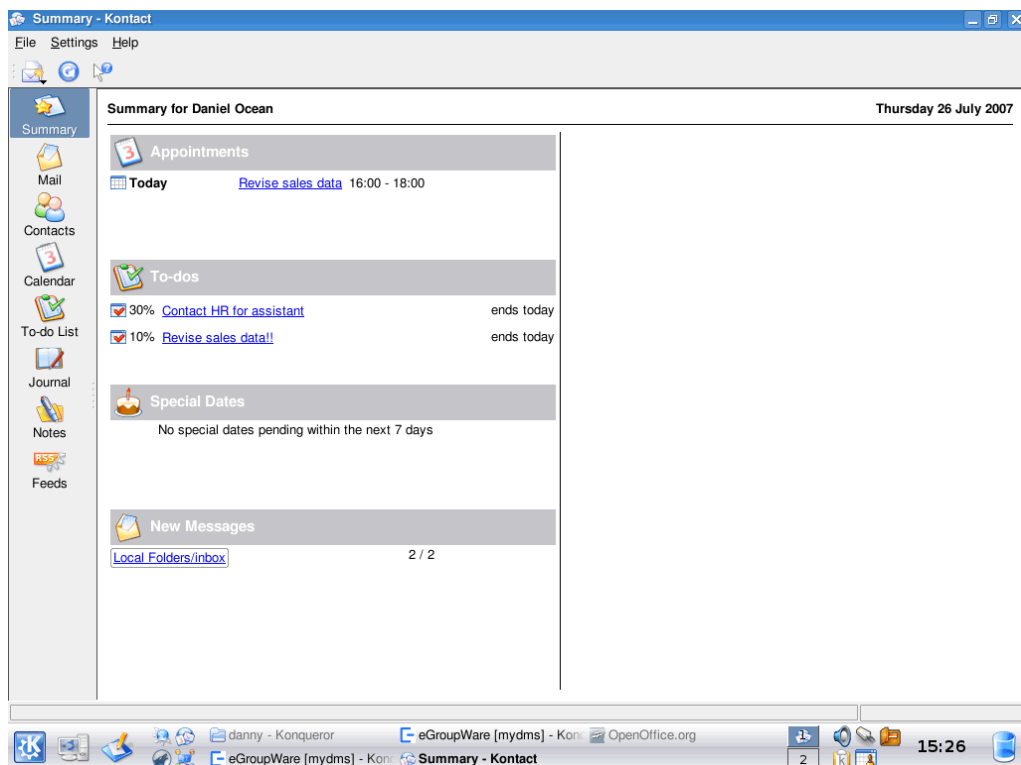 Summary - Kontact
File Settings Help
Summary for Daniel Ocean Thursday 26 July 2007
Summary
Mail
Contacts
Calendar
To-do List
Journal
Notes
Feeds
Appointments
Today Revise sales data 16:00 - 18:00
To-dos
30% Contact HR for assistant ends today
10% Revise sales data!! ends today
Special Dates
No special dates pending within the next 7 days
New Messages
Local Folders/inbox 2 / 2
danny - Konqueror eGroupWare [mydms] - Kon OpenOffice.org 1
eGroupWare [mydms] - Kon Summary - Kontact 2
15:26